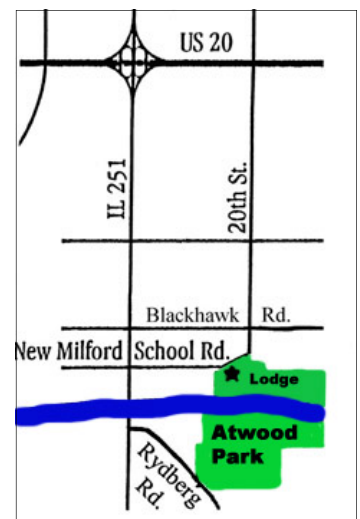 US 20
IL 251
20th St.
Blackhawk Rd.
New Milford School Rd.
Lodge
Atwood
Park
Rydberg
Rd.